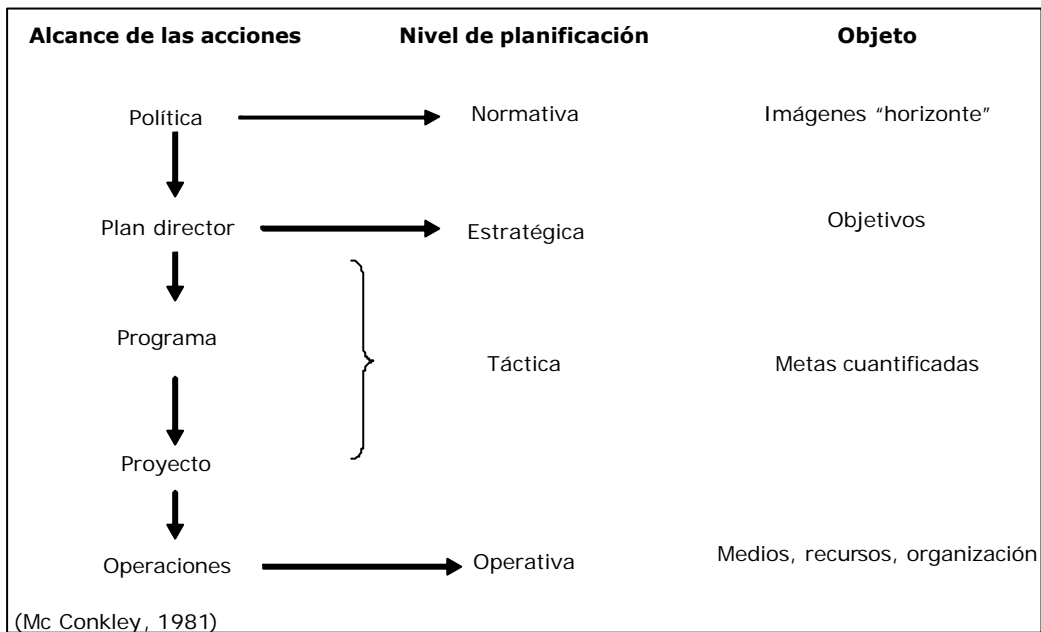 Alcance de las acciones Nivel de planificación Objeto
Política Normativa Imágenes “horizonte”
Plan director Estratégica Objetivos
Programa Táctica Metas cuantificadas
Proyecto
Operaciones Operativa Medios, recursos, organización
(Mc Conkley, 1981)